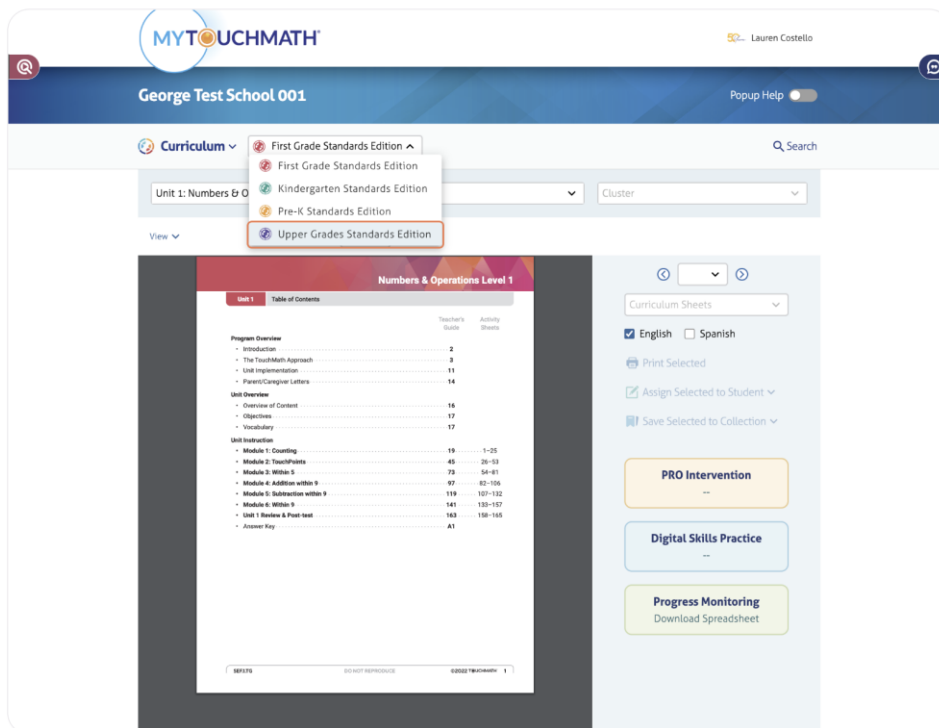 MYTOUCHMATH
Lauren Costello
George Test School 001
Popup Help
Curriculum
First Grade Standards Edition
Search
First Grade Standards Edition
Kindergarten Standards Edition
Pre-K Standards Edition
Upper Grades Standards Edition
Unit 1: Numbers & O
Cluster
View
Numbers & Operations Level 1
Unit 1 Table of Contents
Teacher's Guide
Activity Sheets
Program Overview
• Introduction 2
• The TouchMath Approach 3
• Unit Implementation 11
• Parent/Caregiver Letters 14
Unit Overview
• Overview of Content 16
• Objectives 17
• Vocabulary 17
Unit Instruction
• Module 1: Counting 19 1–25
• Module 2: TouchPoints 45 26–53
• Module 3: Within 5 73 54–81
• Module 4: Addition within 9 97 82–106
• Module 5: Subtraction within 9 119 107–132
• Module 6: Within 9 141 133–157
• Unit 1 Review & Post-test 163 158–165
• Answer Key A1
SEF1TG DO NOT REPRODUCE ©2022 TOUCHMATH 1
Curriculum Sheets
English Spanish
Print Selected
Assign Selected to Student
Save Selected to Collection
PRO Intervention
--
Digital Skills Practice
--
Progress Monitoring
Download Spreadsheet